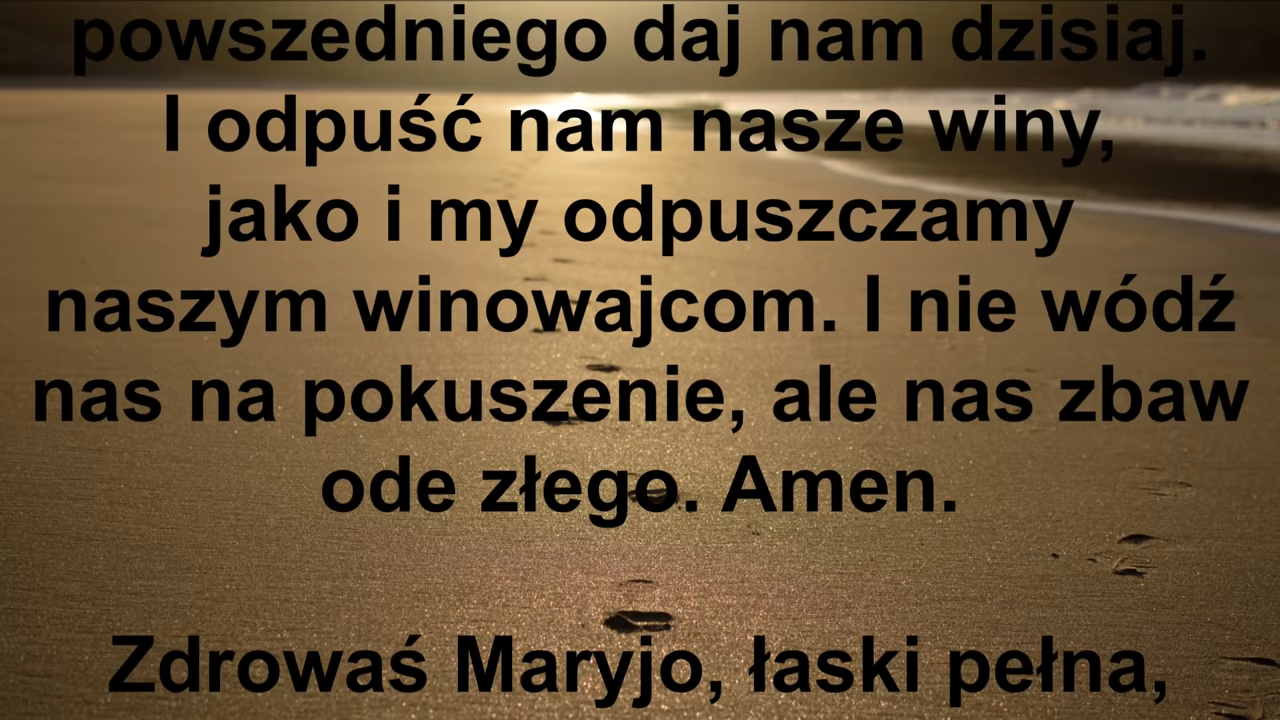 powszedniego daj nam dzisiaj.
I odpuść nam nasze winy,
jako i my odpuszczamy
naszym winowajcom. I nie wódź
nas na pokuszenie, ale nas zbaw
ode złego. Amen.
Zdrowaś Maryjo, łaski pełna,